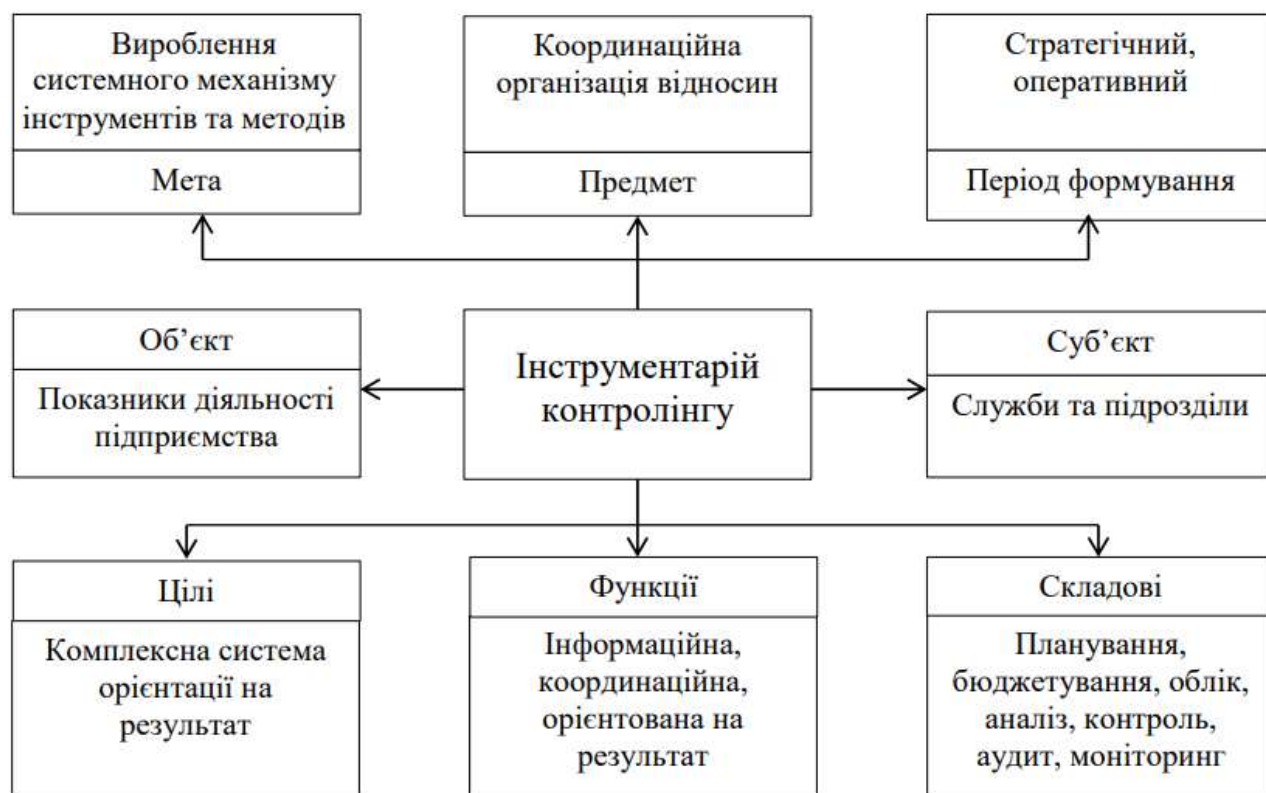 Вироблення
системного механізму
інструментів та методів
Мета
Координаційна
організація відносин
Предмет
Стратегічний,
оперативний
Період формування
Об’єкт
Показники діяльності
підприємства
Інструментарій
контролінгу
Суб’єкт
Служби та підрозділи
Цілі
Комплексна система
орієнтації на
результат
Функції
Інформаційна,
координаційна,
орієнтована на
результат
Складові
Планування,
бюджетування, облік,
аналіз, контроль,
аудит, моніторинг